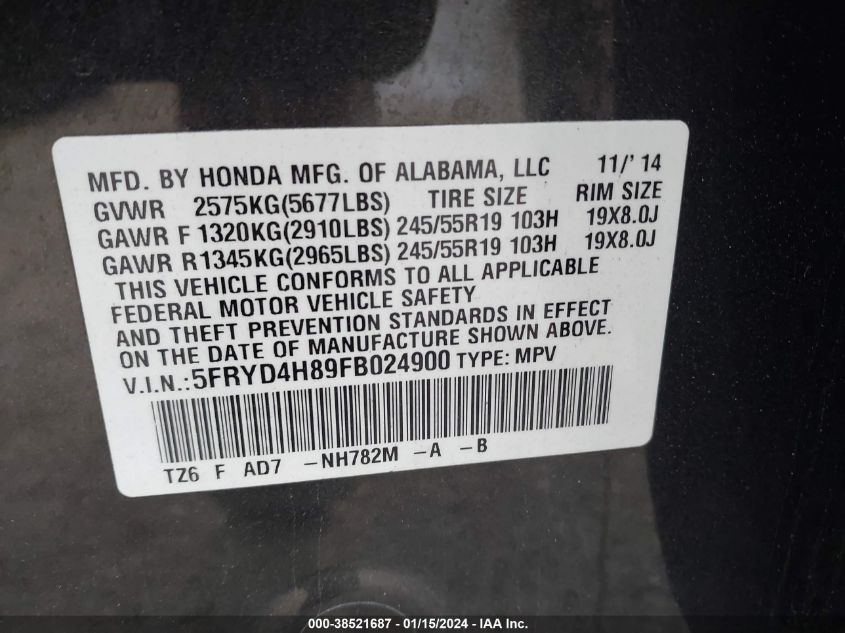 MFD. BY HONDA MFG. OF ALABAMA, LLC 11/' 14
GVWR 2575KG(5677LBS) TIRE SIZE RIM SIZE
GAWR F 1320KG(2910LBS) 245/55R19 103H 19X8.0J
GAWR R1345KG(2965LBS) 245/55R19 103H 19X8.0J
THIS VEHICLE CONFORMS TO ALL APPLICABLE
FEDERAL MOTOR VEHICLE SAFETY
AND THEFT PREVENTION STANDARDS IN EFFECT
ON THE DATE OF MANUFACTURE SHOWN ABOVE.
V.I.N.:5FRYD4H89FB024900 TYPE: MPV
TZ6 F AD7 -NH782M -A -B
000-38521687 - 01/15/2024 - IAA Inc.